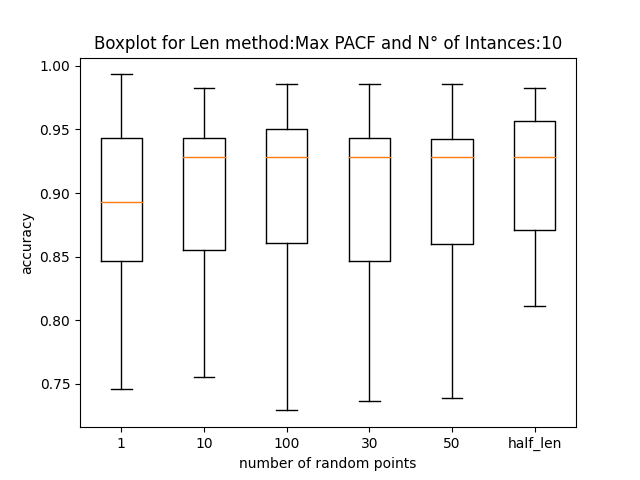 Boxplot for Len method:Max PACF and N° of Intances:10
1.00
0.95
0.90
0.85
0.80
0.75
accuracy
1 10 100 30 50 half_len
number of random points